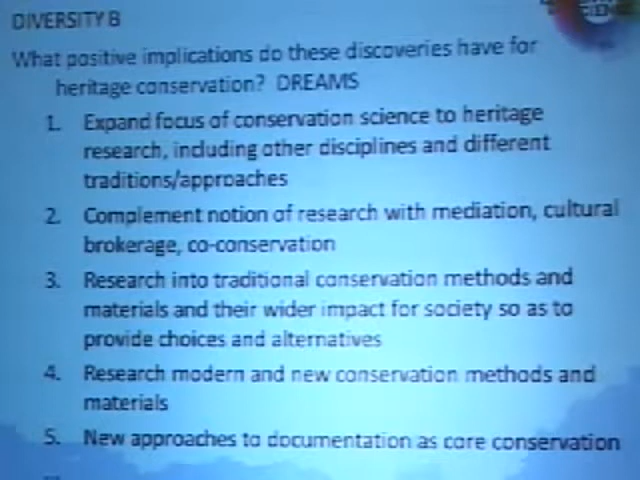 DIVERSITY B
What positive implications do these discoveries have for
heritage conservation? DREAMS
1. Expand focus of conservation science to heritage
research, including other disciplines and different
traditions/approaches
2. Complement notion of research with mediation, cultural
brokerage, co-conservation
3. Research into traditional conservation methods and
materials and their wider impact for society so as to
provide choices and alternatives
4. Research modern and new conservation methods and
materials
5. New approaches to documentation as core conservation